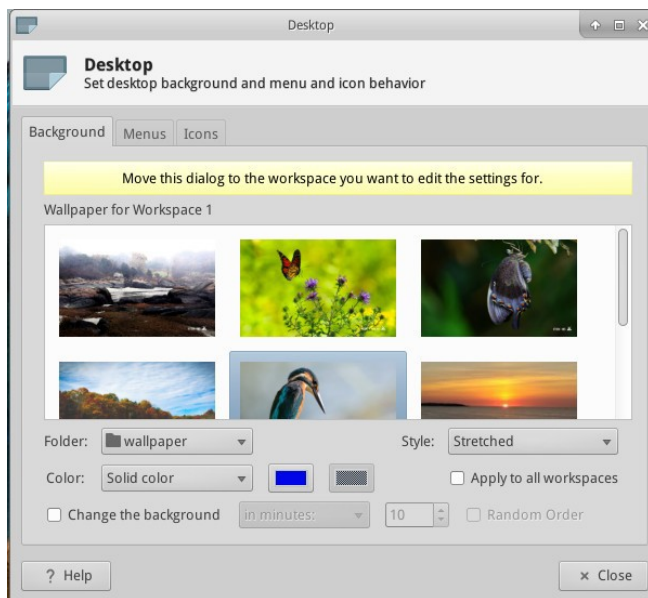 Desktop
Desktop
Set desktop background and menu and icon behavior
Background Menus Icons
Move this dialog to the workspace you want to edit the settings for.
Wallpaper for Workspace 1
Folder: wallpaper Style: Stretched
Color: Solid color Apply to all workspaces
Change the background in minutes: 10 Random Order
? Help × Close